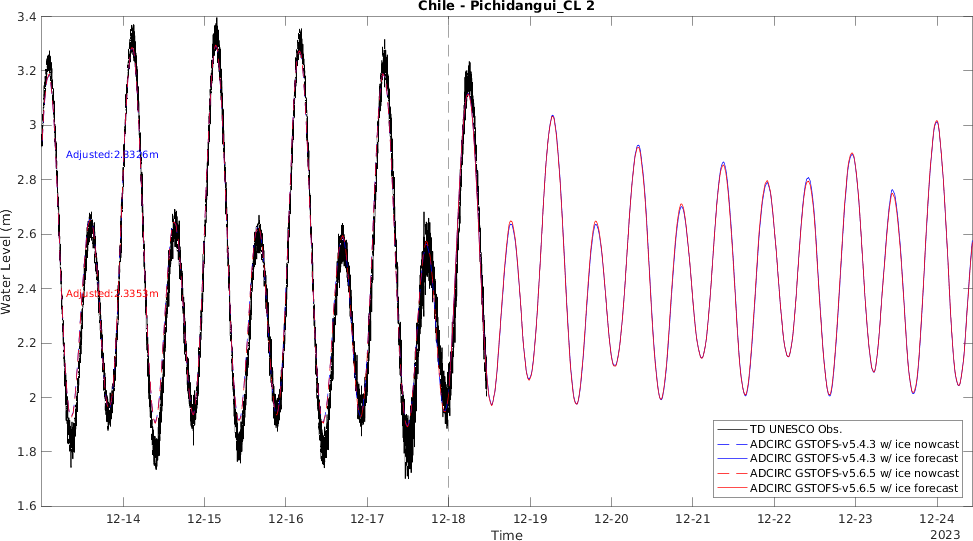 Chile - Pichidangui_CL 2
3.4
3.2
3
2.8
2.6
2.4
2.2
2
1.8
1.6
Water Level (m)
Adjusted:2.3326m
Adjusted:2.3353m
TD UNESCO Obs.
ADCIRC GSTOFS-v5.4.3 w/ ice nowcast
ADCIRC GSTOFS-v5.4.3 w/ ice forecast
ADCIRC GSTOFS-v5.6.5 w/ ice nowcast
ADCIRC GSTOFS-v5.6.5 w/ ice forecast
12-14 12-15 12-16 12-17 12-18 12-19 12-20 12-21 12-22 12-23 12-24
Time
2023